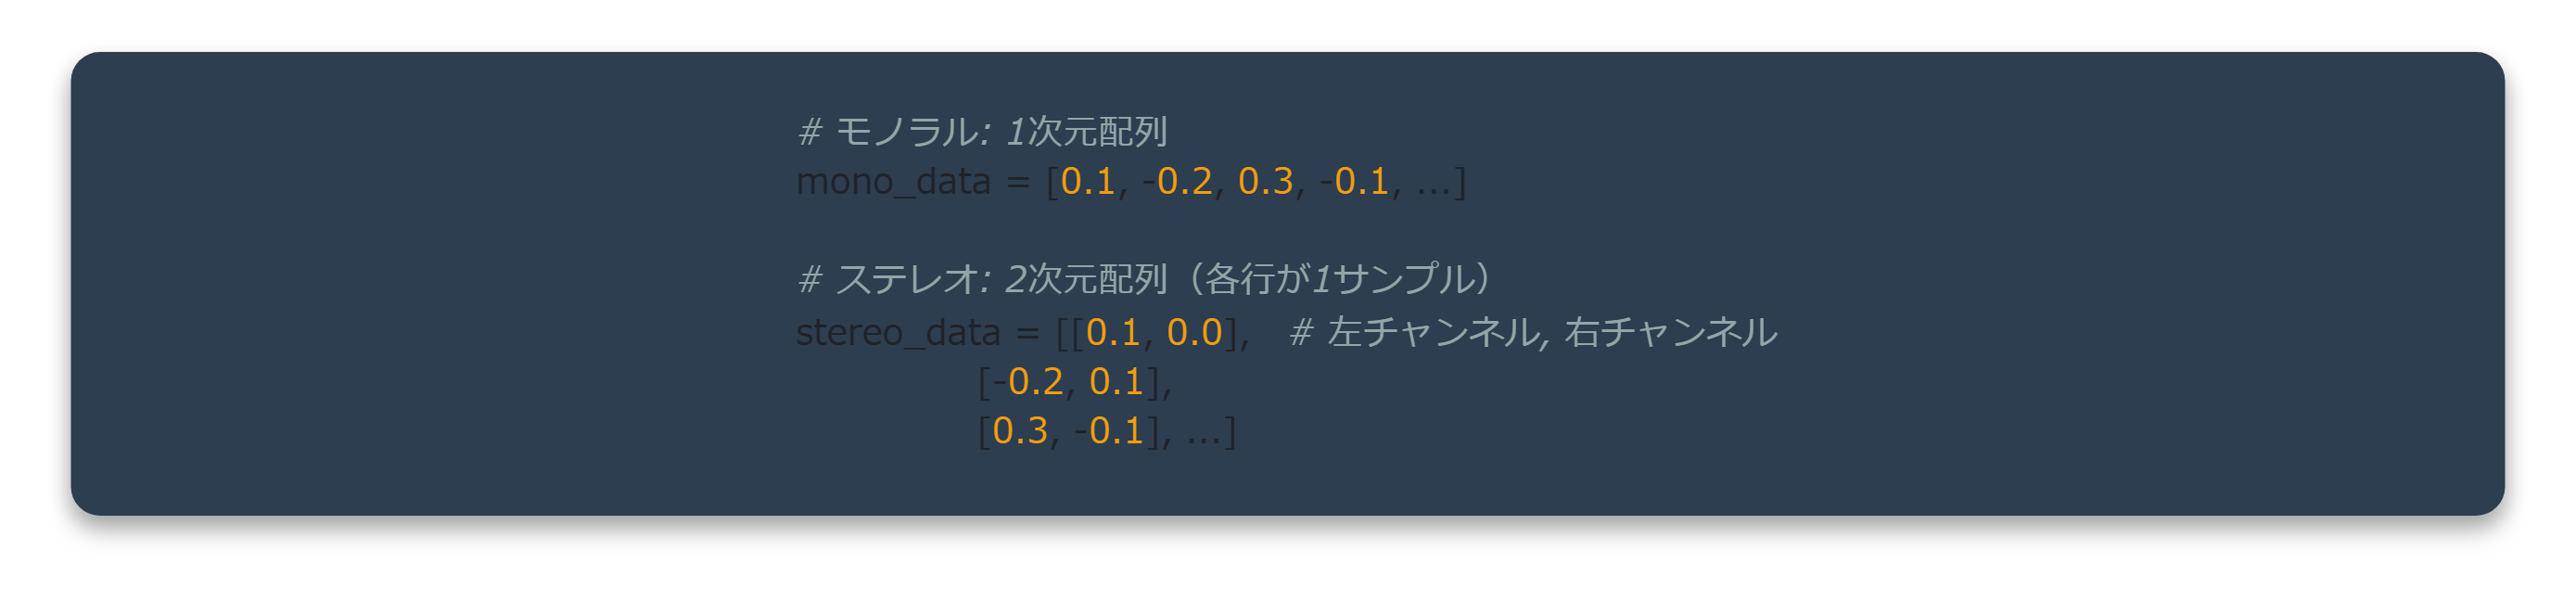 # モノラル: 1次元配列
mono_data = [0.1, -0.2, 0.3, -0.1, ...]
# ステレオ: 2次元配列（各行が1サンプル）
stereo_data = [[0.1, 0.0], # 左チャンネル, 右チャンネル
[-0.2, 0.1],
[0.3, -0.1], ...]